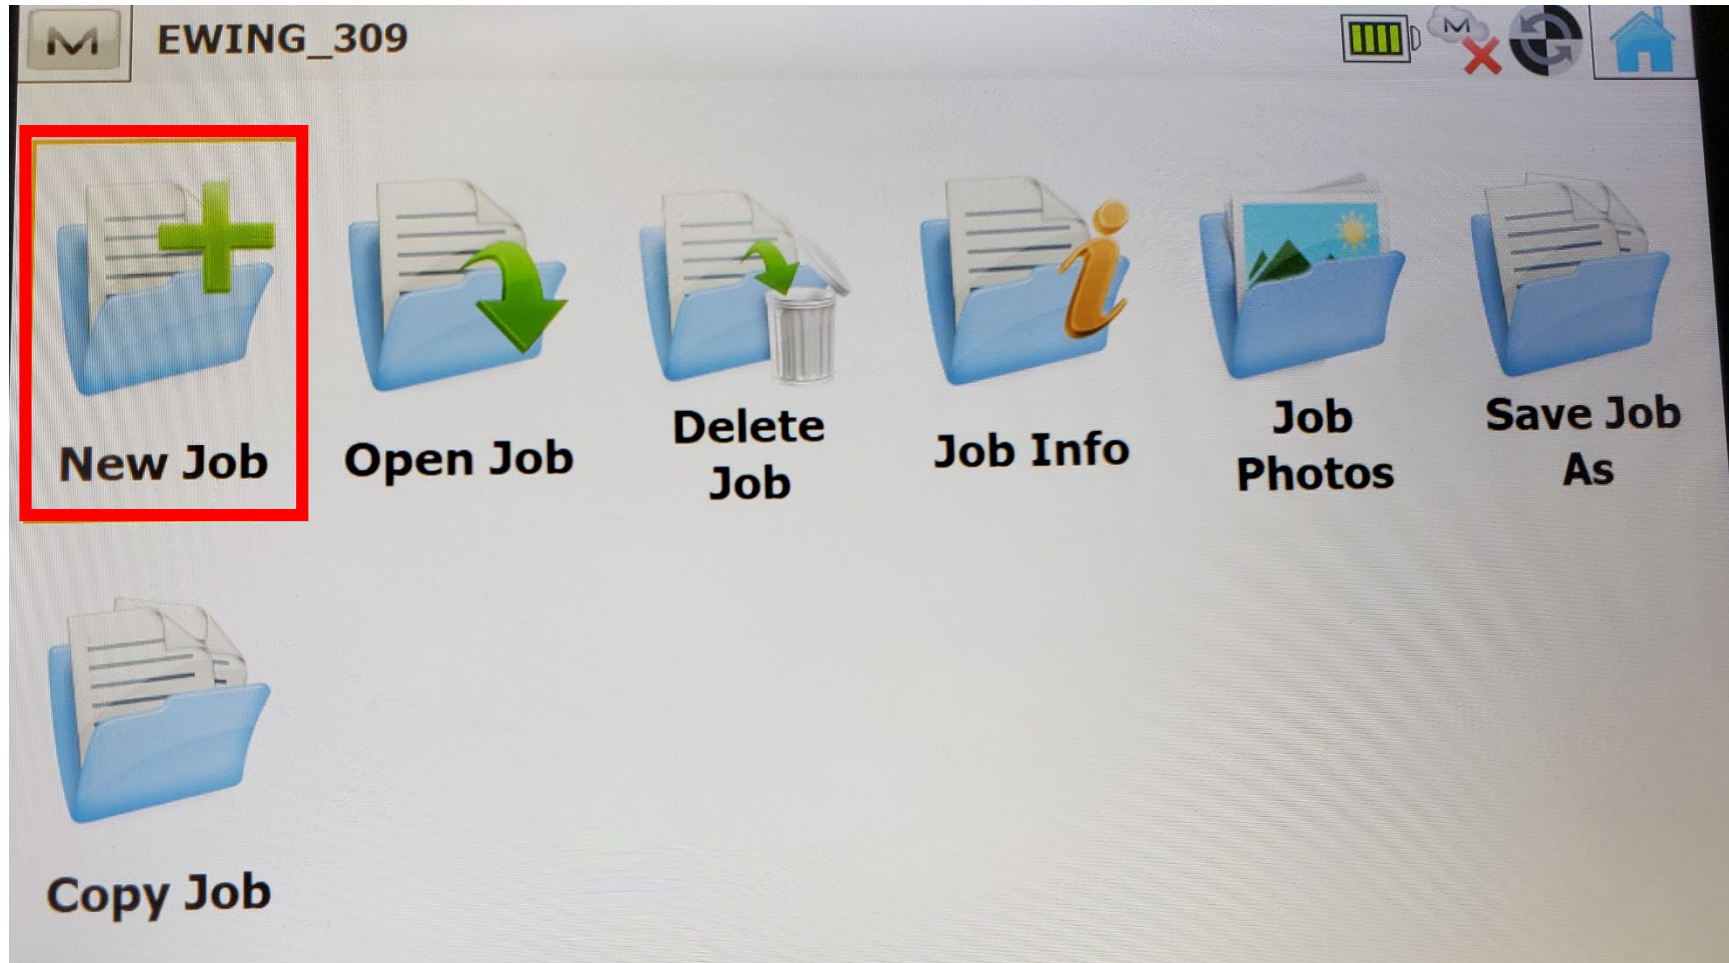 M
EWING_309
M
New Job
Open Job
Delete
Job
Job Info
Job
Photos
Save Job
As
Copy Job